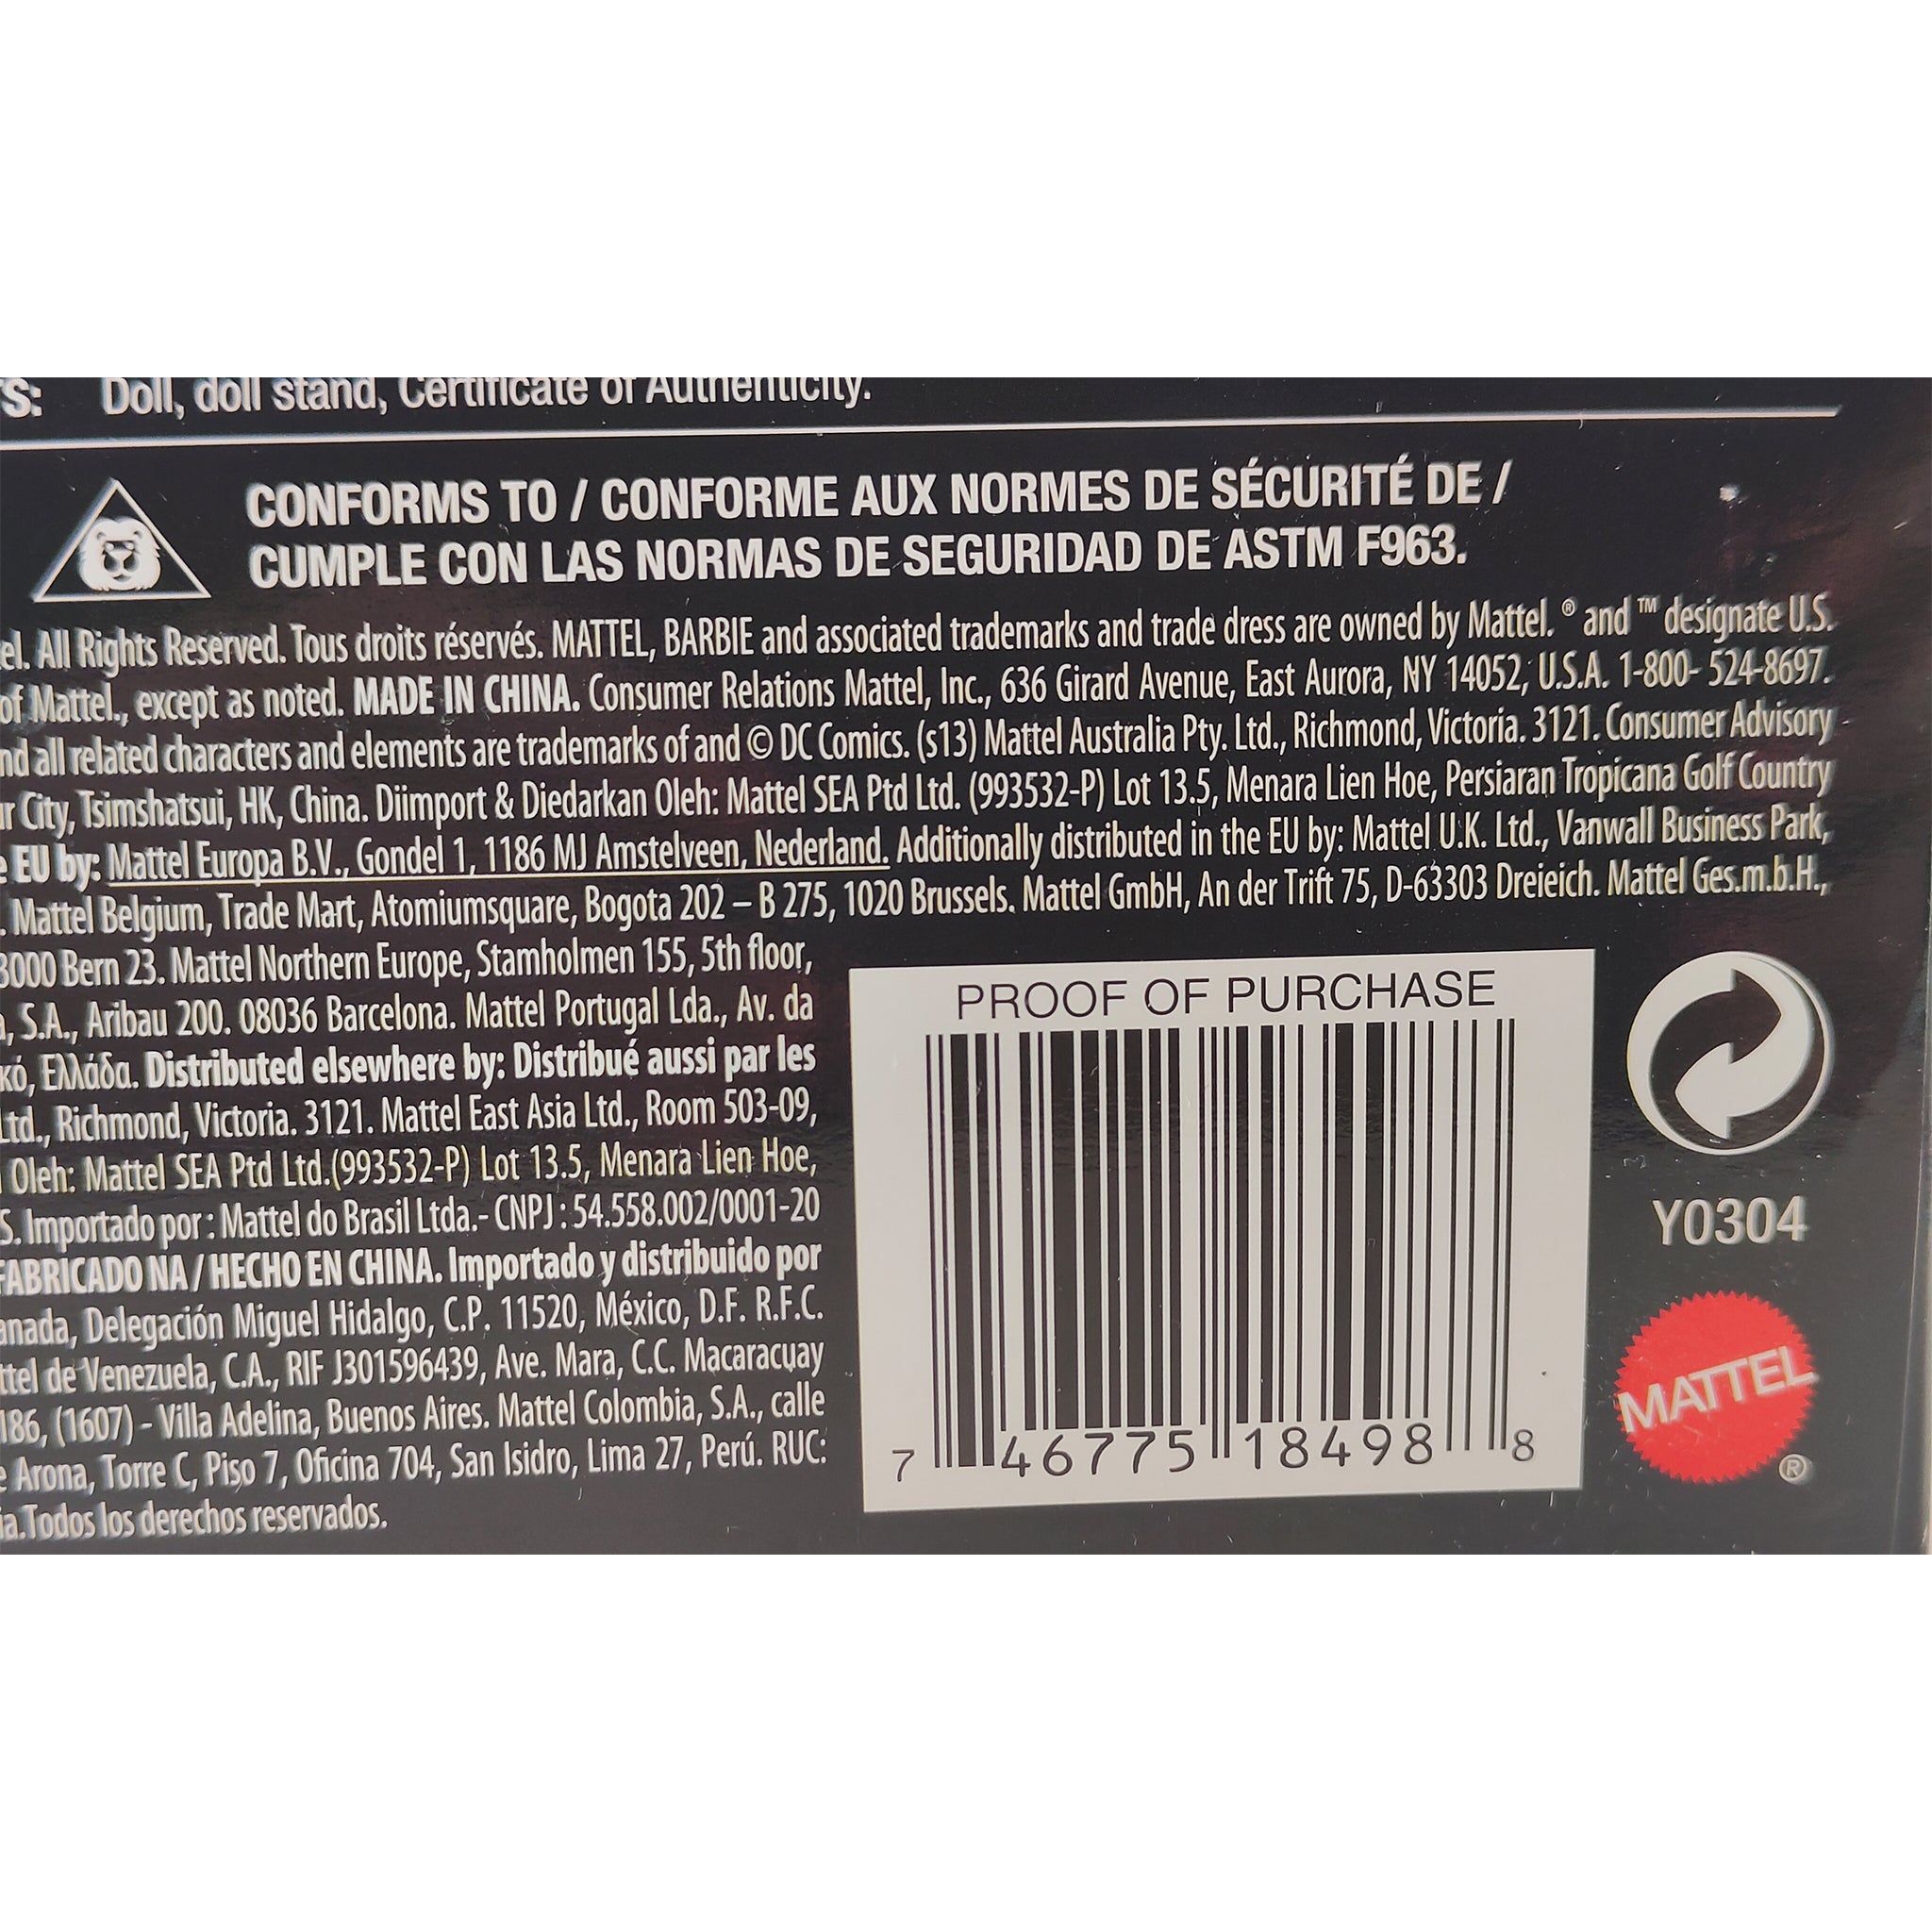 S: Doll, doll stand, Certificate of Authenticity.
CONFORMS TO / CONFORME AUX NORMES DE SÉCURITÉ DE /
CUMPLE CON LAS NORMAS DE SEGURIDAD DE ASTM F963.
el. All Rights Reserved. Tous droits réservés. MATTEL, BARBIE and associated trademarks and trade dress are owned by Mattel. ® and ™ designate U.S.
of Mattel., except as noted. MADE IN CHINA. Consumer Relations Mattel, Inc., 636 Girard Avenue, East Aurora, NY 14052, U.S.A. 1-800- 524-8697.
nd all related characters and elements are trademarks of and © DC Comics. (s13) Mattel Australia Pty. Ltd., Richmond, Victoria. 3121. Consumer Advisory
r City, Tsimshatsui, HK, China. Diimport & Diedarkan Oleh: Mattel SEA Ptd Ltd. (993532-P) Lot 13.5, Menara Lien Hoe, Persiaran Tropicana Golf Country
e EU by: Mattel Europa B.V., Gondel 1, 1186 MJ Amstelveen, Nederland. Additionally distributed in the EU by: Mattel U.K. Ltd., Vanwall Business Park,
. Mattel Belgium, Trade Mart, Atomiumsquare, Bogota 202 – B 275, 1020 Brussels. Mattel GmbH, An der Trift 75, D-63303 Dreieich. Mattel Ges.m.b.H.,
3000 Bern 23. Mattel Northern Europe, Stamholmen 155, 5th floor,
a, S.A., Aribau 200. 08036 Barcelona. Mattel Portugal Lda., Av. da
κό, Ελλάδα. Distributed elsewhere by: Distribué aussi par les
Ltd., Richmond, Victoria. 3121. Mattel East Asia Ltd., Room 503-09,
Oleh: Mattel SEA Ptd Ltd.(993532-P) Lot 13.5, Menara Lien Hoe,
S. Importado por : Mattel do Brasil Ltda.- CNPJ : 54.558.002/0001-20
FABRICADO NA / HECHO EN CHINA. Importado y distribuido por
anada, Delegación Miguel Hidalgo, C.P. 11520, México, D.F. R.F.C.
ttel de Venezuela, C.A., RIF J301596439, Ave. Mara, C.C. Macaracuay
186, (1607) - Villa Adelina, Buenos Aires. Mattel Colombia, S.A., calle
e Arona, Torre C, Piso 7, Oficina 704, San Isidro, Lima 27, Perú. RUC:
ia. Todos los derechos reservados.
PROOF OF PURCHASE
7 46775 18498 8
Y0304
MATTEL
®